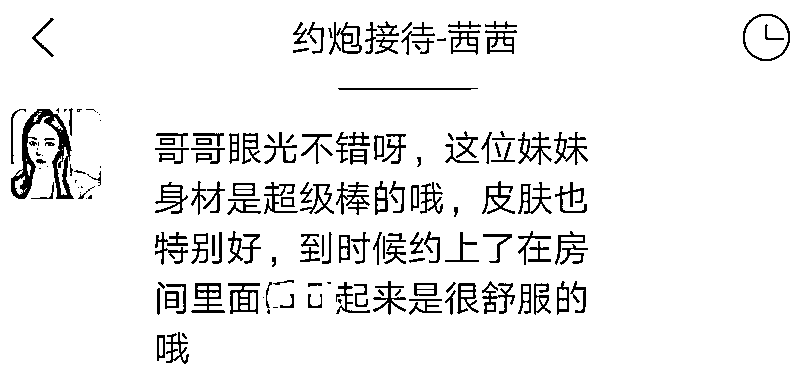 约炮接待-茜茜
哥哥眼光不错呀，这位妹妹
身材是超级棒的哦，皮肤也
特别好，到时候约上了在房
间里面起来是很舒服的
哦